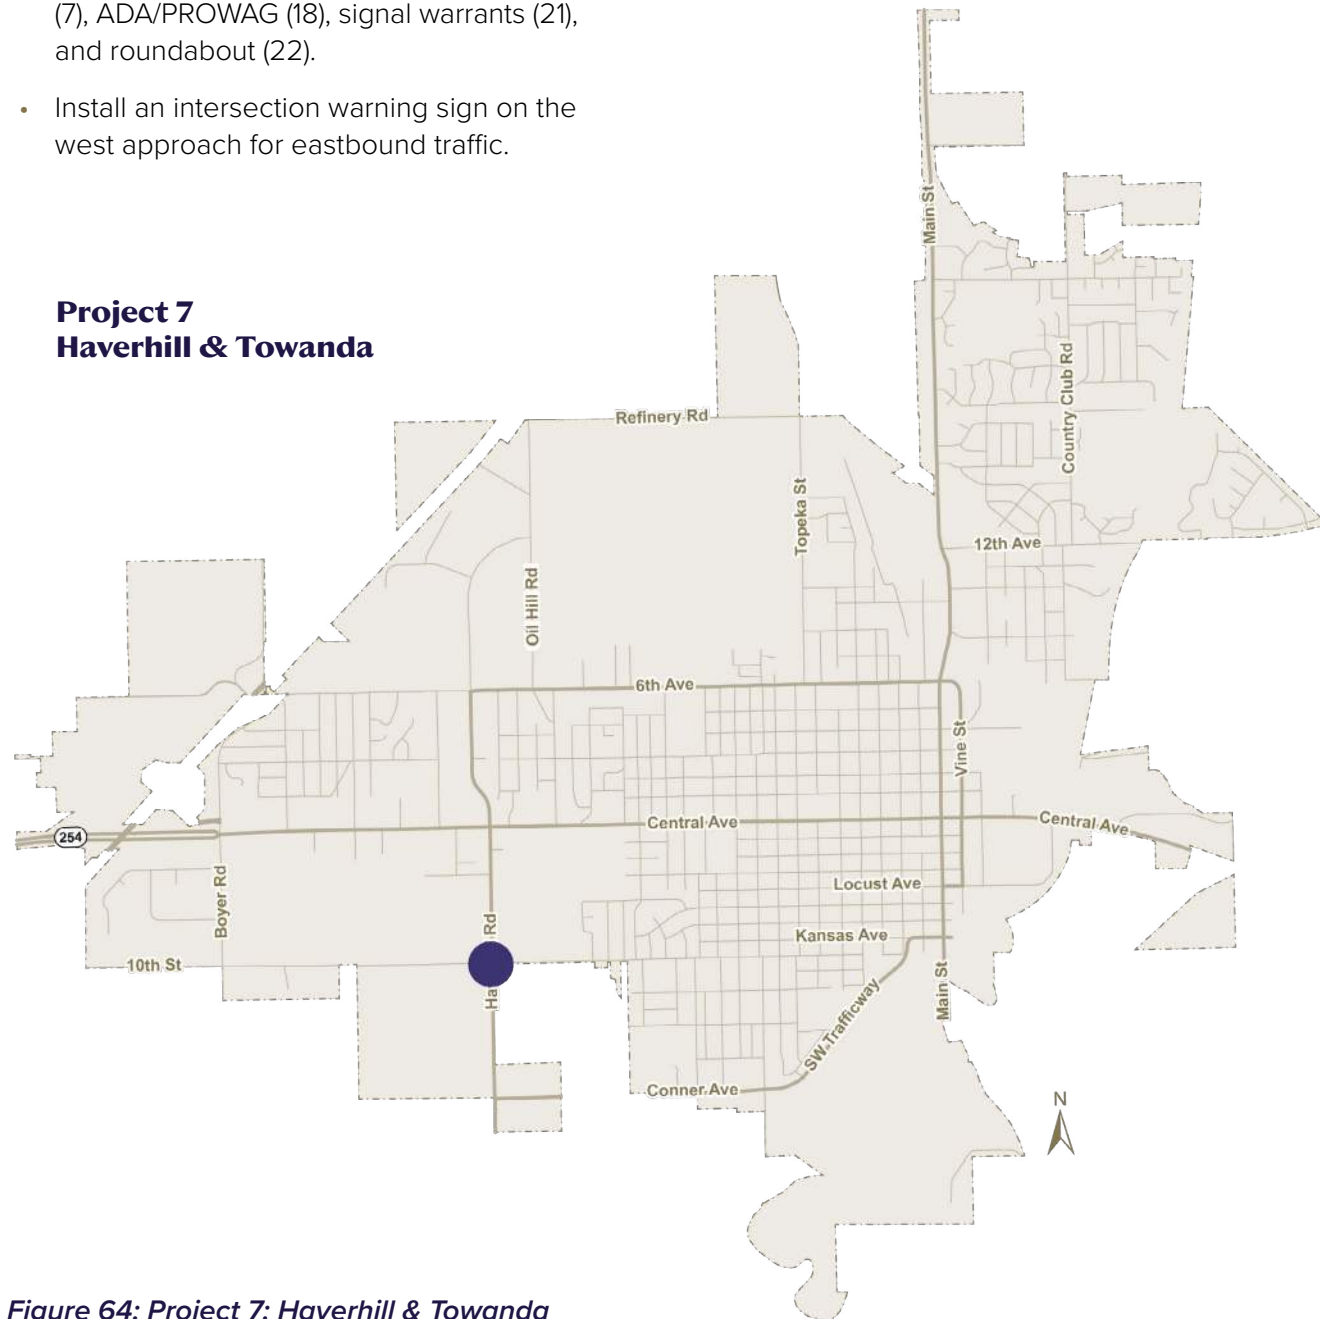 (7), ADA/PROWAG (18), signal warrants (21),
and roundabout (22).
• Install an intersection warning sign on the
west approach for eastbound traffic.
Project 7
Haverhill & Towanda
Main St
Country Club Rd
Refinery Rd
Topeka St
12th Ave
Oil Hill Rd
6th Ave
Vine St
Central Ave
Central Ave
254
Boyer Rd
Locust Ave
Kansas Ave
Ha Rd
10th St
Main St
SW Trafficway
Conner Ave
N
Figure 64: Project 7: Haverhill & Towanda